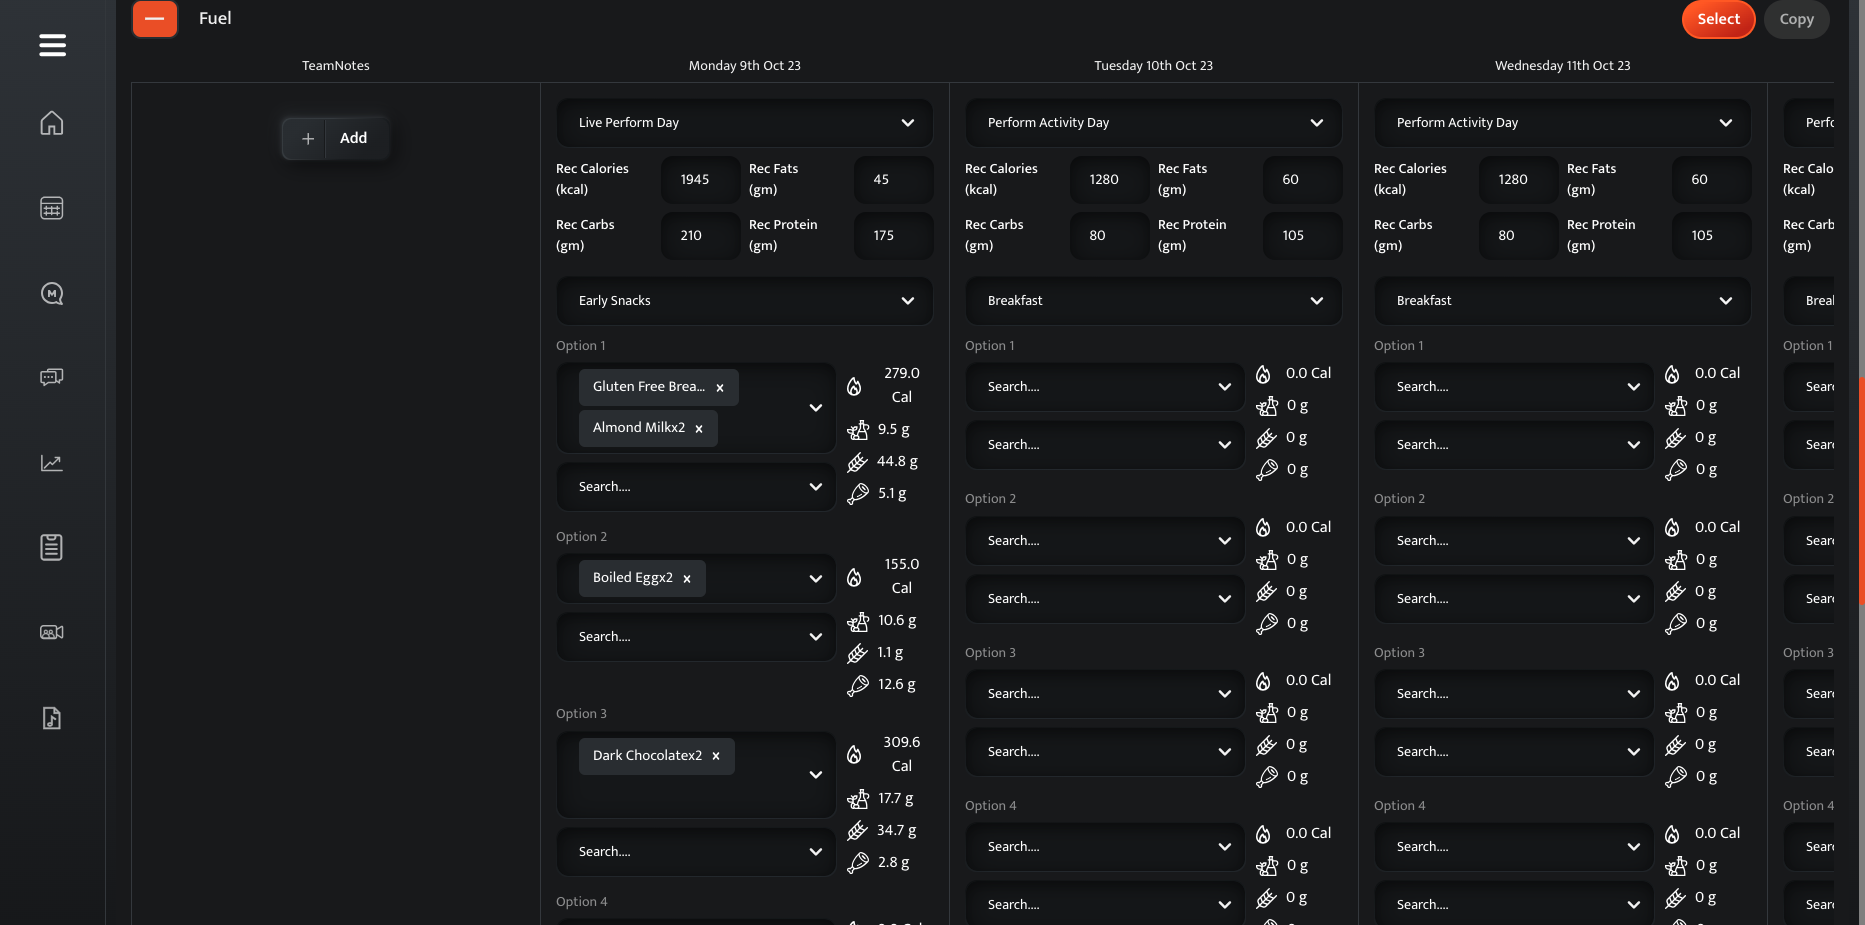 Fuel
Select
Copy
TeamNotes
Monday 9th Oct 23
Tuesday 10th Oct 23
Wednesday 11th Oct 23
Add
Live Perform Day
Rec Calories (kcal)
1945
Rec Fats (gm)
45
Rec Carbs (gm)
210
Rec Protein (gm)
175
Early Snacks
Option 1
Gluten Free Brea...
Almond Milkx2
Search....
279.0 Cal
9.5 g
44.8 g
5.1 g
Option 2
Boiled Eggx2
Search....
155.0 Cal
10.6 g
1.1 g
12.6 g
Option 3
Dark Chocolatex2
Search....
309.6 Cal
17.7 g
34.7 g
2.8 g
Option 4
Perform Activity Day
Rec Calories (kcal)
1280
Rec Fats (gm)
60
Rec Carbs (gm)
80
Rec Protein (gm)
105
Breakfast
Option 1
Search....
Search....
0.0 Cal
0 g
0 g
0 g
Option 2
Search....
Search....
0.0 Cal
0 g
0 g
0 g
Option 3
Search....
Search....
0.0 Cal
0 g
0 g
0 g
Option 4
Search....
Search....
0.0 Cal
0 g
0 g
Perform Activity Day
Rec Calories (kcal)
1280
Rec Fats (gm)
60
Rec Carbs (gm)
80
Rec Protein (gm)
105
Breakfast
Option 1
Search....
Search....
0.0 Cal
0 g
0 g
0 g
Option 2
Search....
Search....
0.0 Cal
0 g
0 g
0 g
Option 3
Search....
Search....
0.0 Cal
0 g
0 g
0 g
Option 4
Search....
Search....
0.0 Cal
0 g
0 g
Rec Calo
(kcal)
Rec Carb
(gm)
Option 1
Option 2
Option 3
Option 4